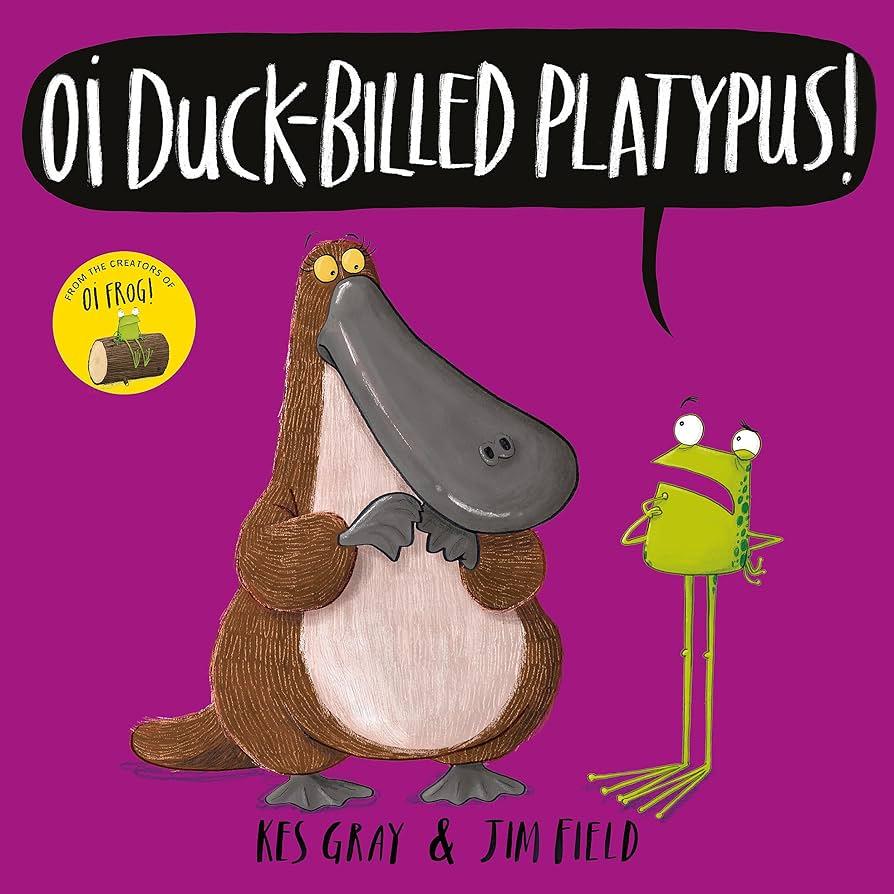 Oi DUCK-BILLED PLATYPUS!
FROM THE CREATORS OF
Oi FROG!
KES GRAY & JIM FIELD